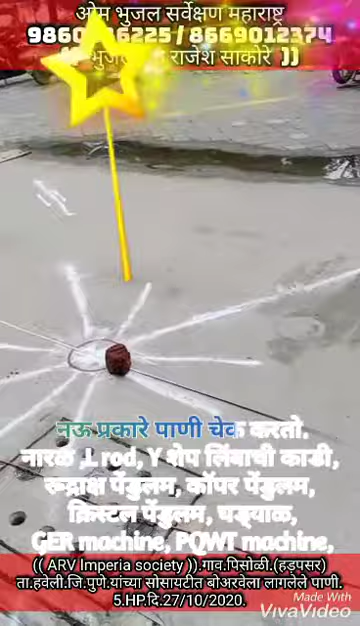 ओम भुजल सर्वेक्षण महाराष्ट्र
6225 / 8669012374
राजेश साकोरे ))
नऊ प्रकारे पाणी चेक करतो.
नारळ ,L rod, Y शेप लिंबाची काडी,
रूद्राक्ष पेंडुलम, कॉपर पेंडुलम,
क्रिस्टल पेंडुलम, घड्याळ,
GER machine, PQWT machine,
(( ARV Imperia society )).गाव.पिसोळी.(हडपसर)
ता.हवेली.जि.पुणे.यांच्या सोसायटीत बोअरवेला लागलेले पाणी.
5.HP.दि.27/10/2020.
Made With
VivaVideo